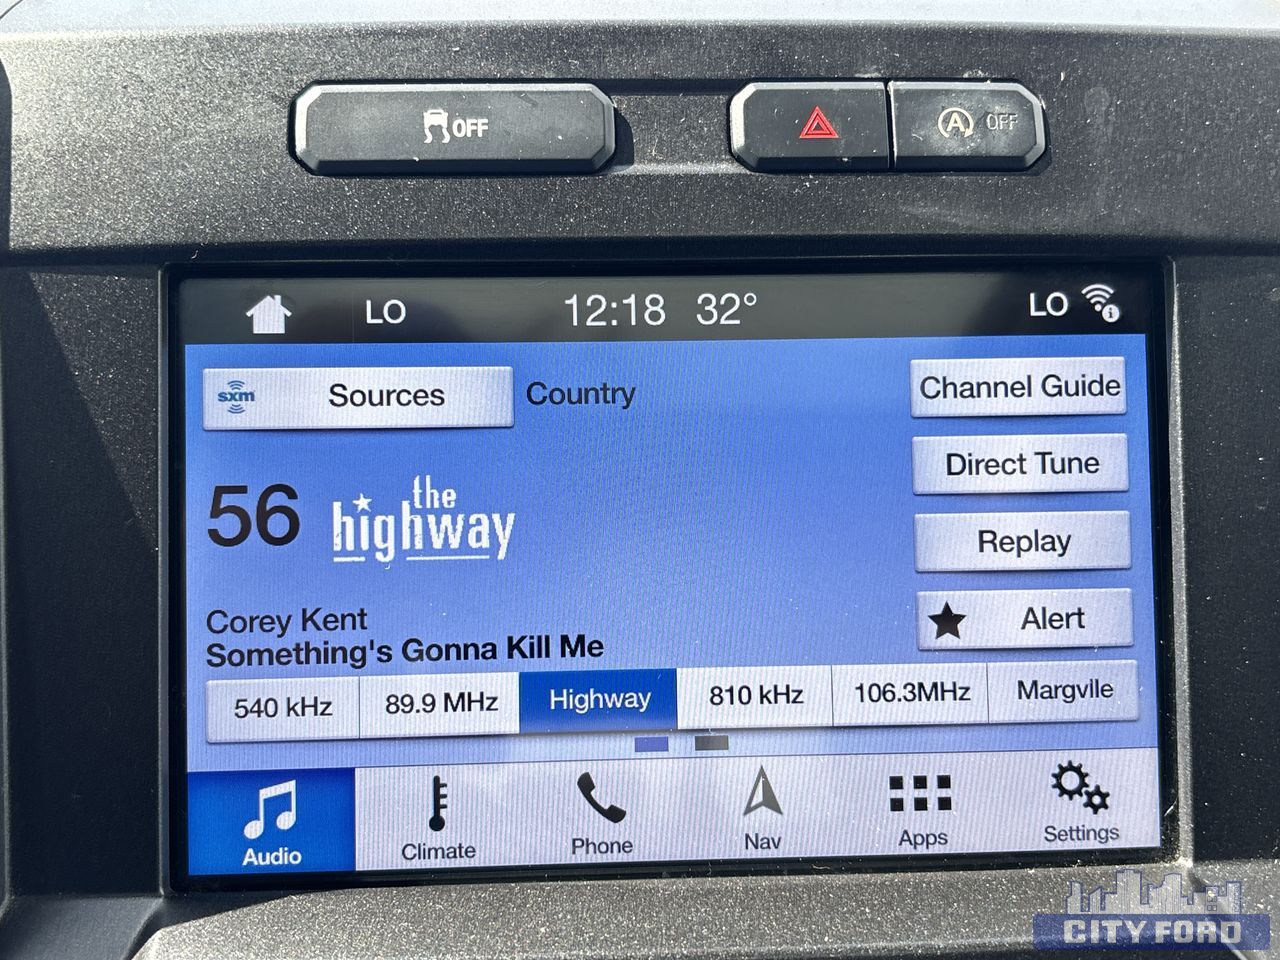 OFF
OFF
LO 12:18 32° LO
sxm Sources Country Channel Guide
Direct Tune
56 the highway
Replay
Corey Kent
Alert
Something's Gonna Kill Me
540 kHz 89.9 MHz Highway 810 kHz 106.3MHz Margvlle
Audio Climate Phone Nav Apps Settings
CITY FORD